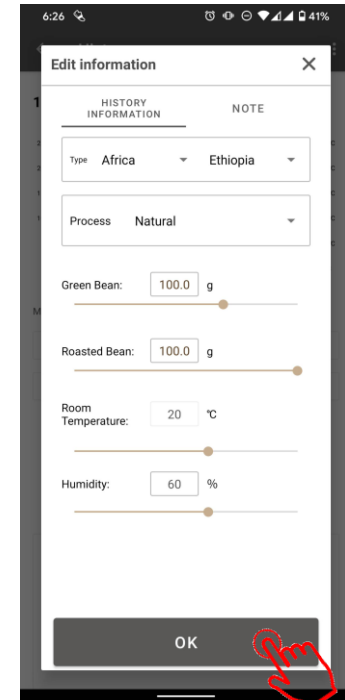 6:26 41%
Edit information
HISTORY
INFORMATION
NOTE
Type Africa Ethiopia
Process Natural
Green Bean: 100.0 g
Roasted Bean: 100.0 g
Room
Temperature: 20 ℃
Humidity: 60 %
OK